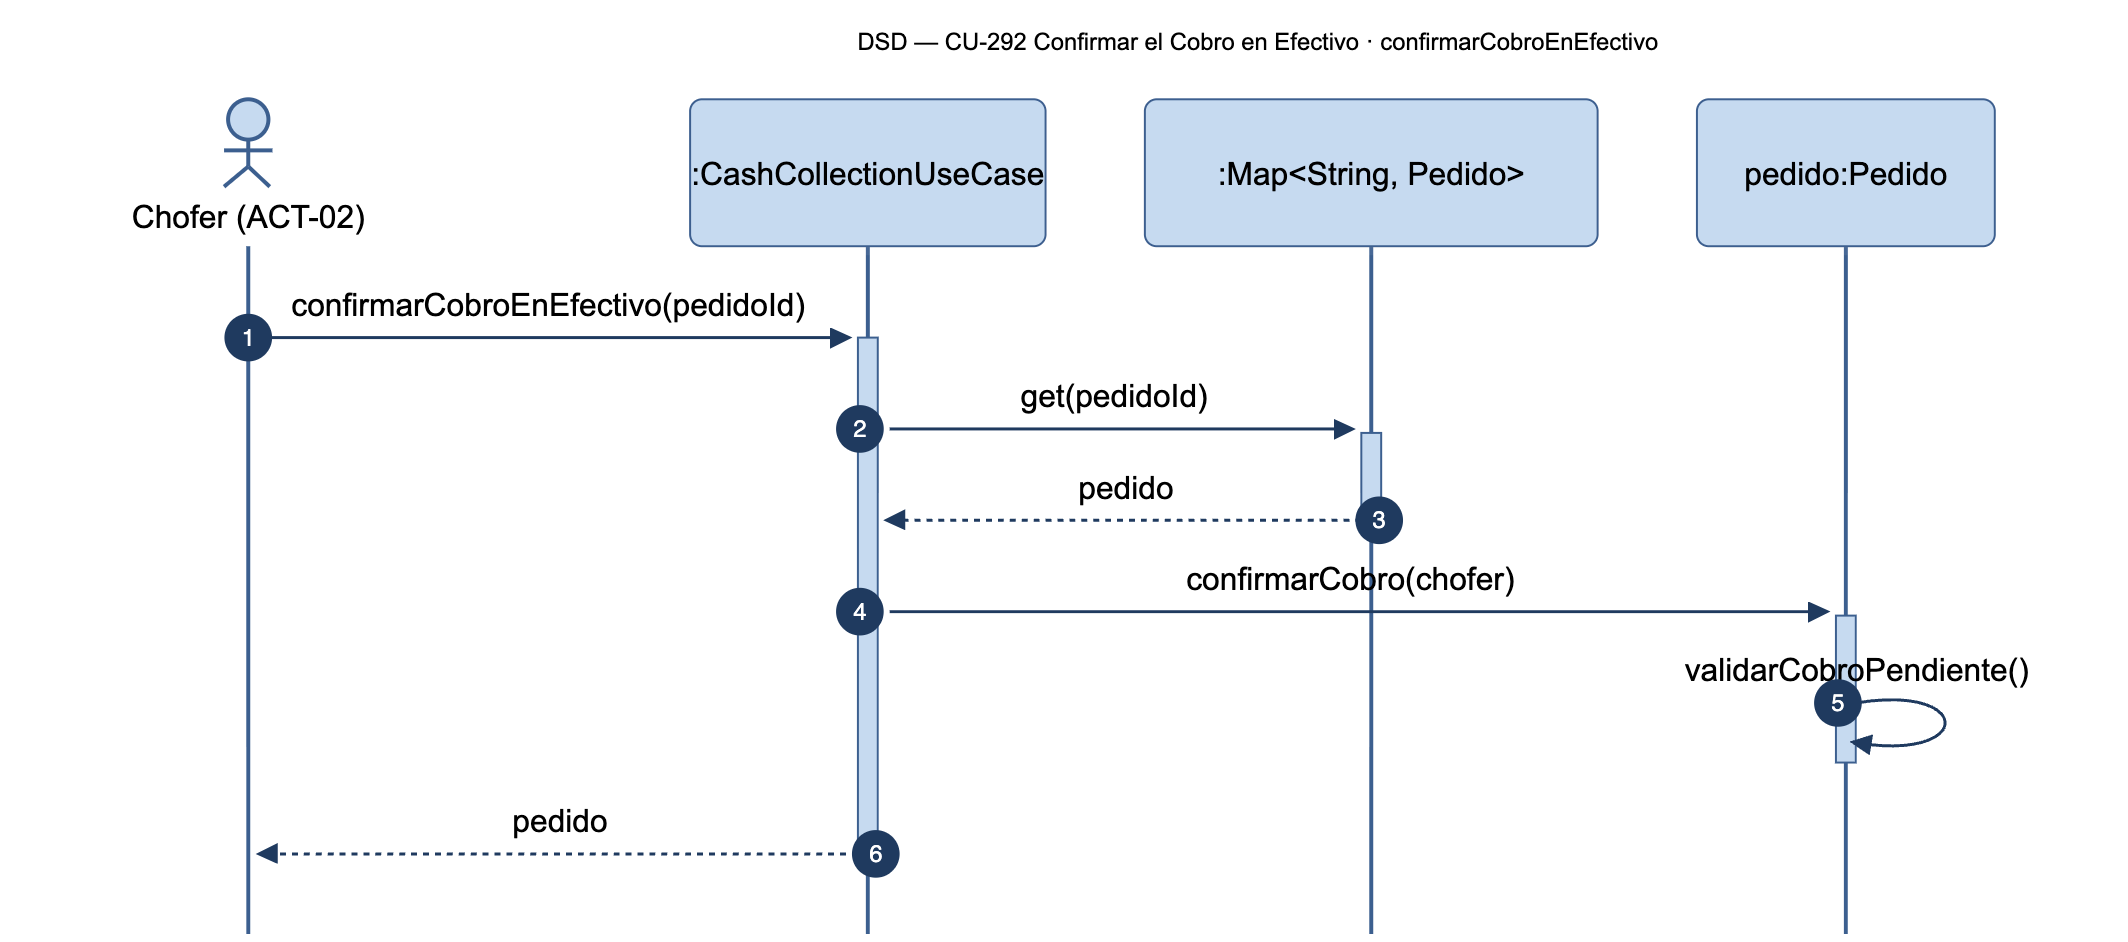 DSD — CU-292 Confirmar el Cobro en Efectivo · confirmarCobroEnEfectivo
Chofer (ACT-02)
:CashCollectionUseCase
:Map<String, Pedido>
pedido:Pedido
confirmarCobroEnEfectivo(pedidoId)
1
get(pedidoId)
2
pedido
3
confirmarCobro(chofer)
4
validarCobroPendiente()
5
pedido
6